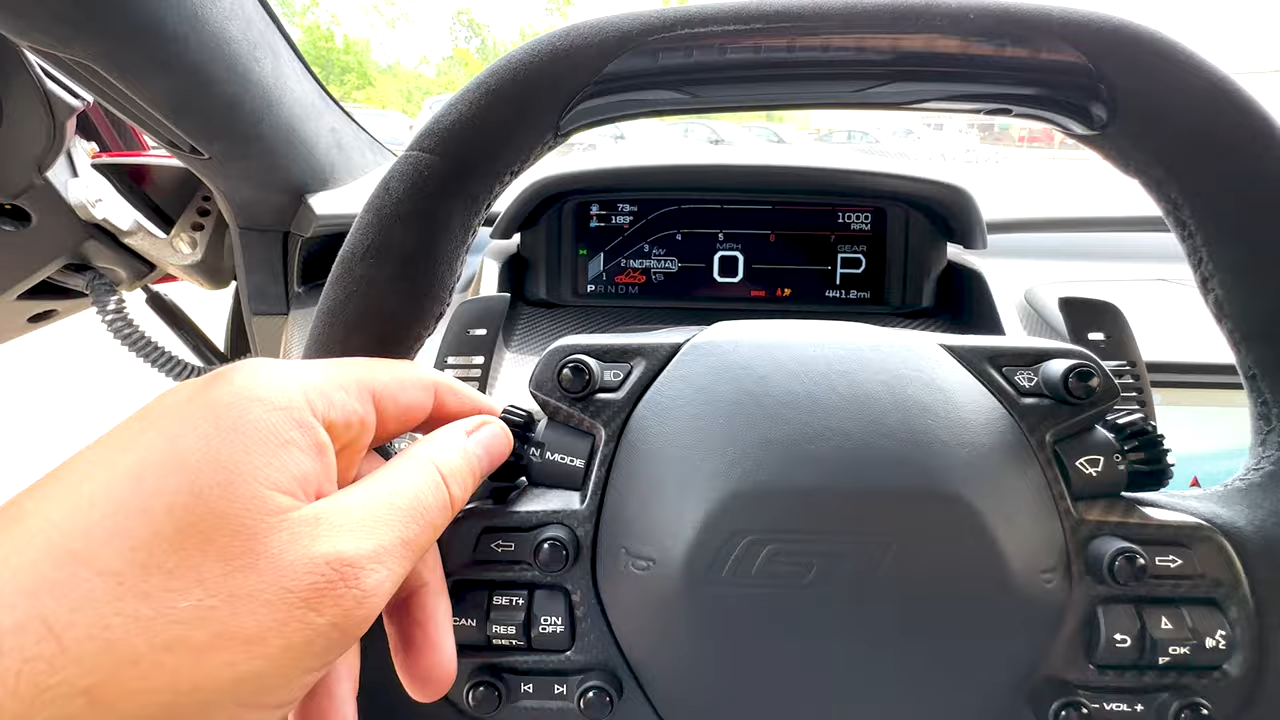 73mi
183°
1000
RPM
1 2 3 4 5 6 7
W
NORMAL
S
MPH
0
GEAR
P
PRNDM
441.2mi
N MODE
SET+
RES
SET-
CAN
ON
OFF
OK
- VOL +
GT